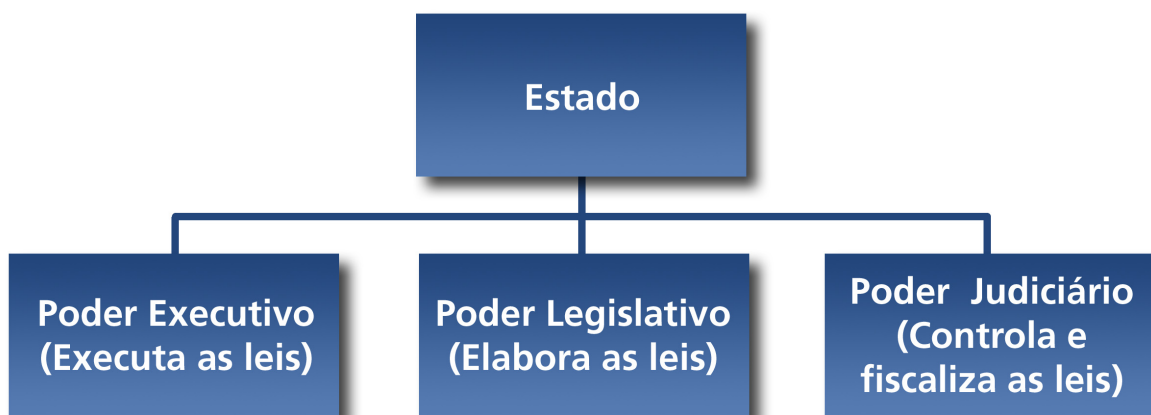 Estado
Poder Executivo
(Executa as leis)
Poder Legislativo
(Elabora as leis)
Poder Judiciário
(Controla e
fiscaliza as leis)